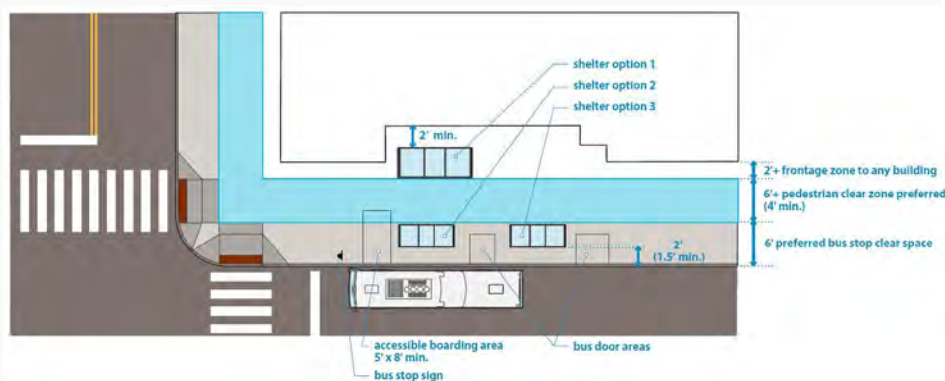 shelter option 1
shelter option 2
shelter option 3
2' min.
2'+ frontage zone to any building
6'+ pedestrian clear zone preferred
(4' min.)
6' preferred bus stop clear space
2'
(1.5' min.)
accessible boarding area
5' x 8' min.
bus door areas
bus stop sign